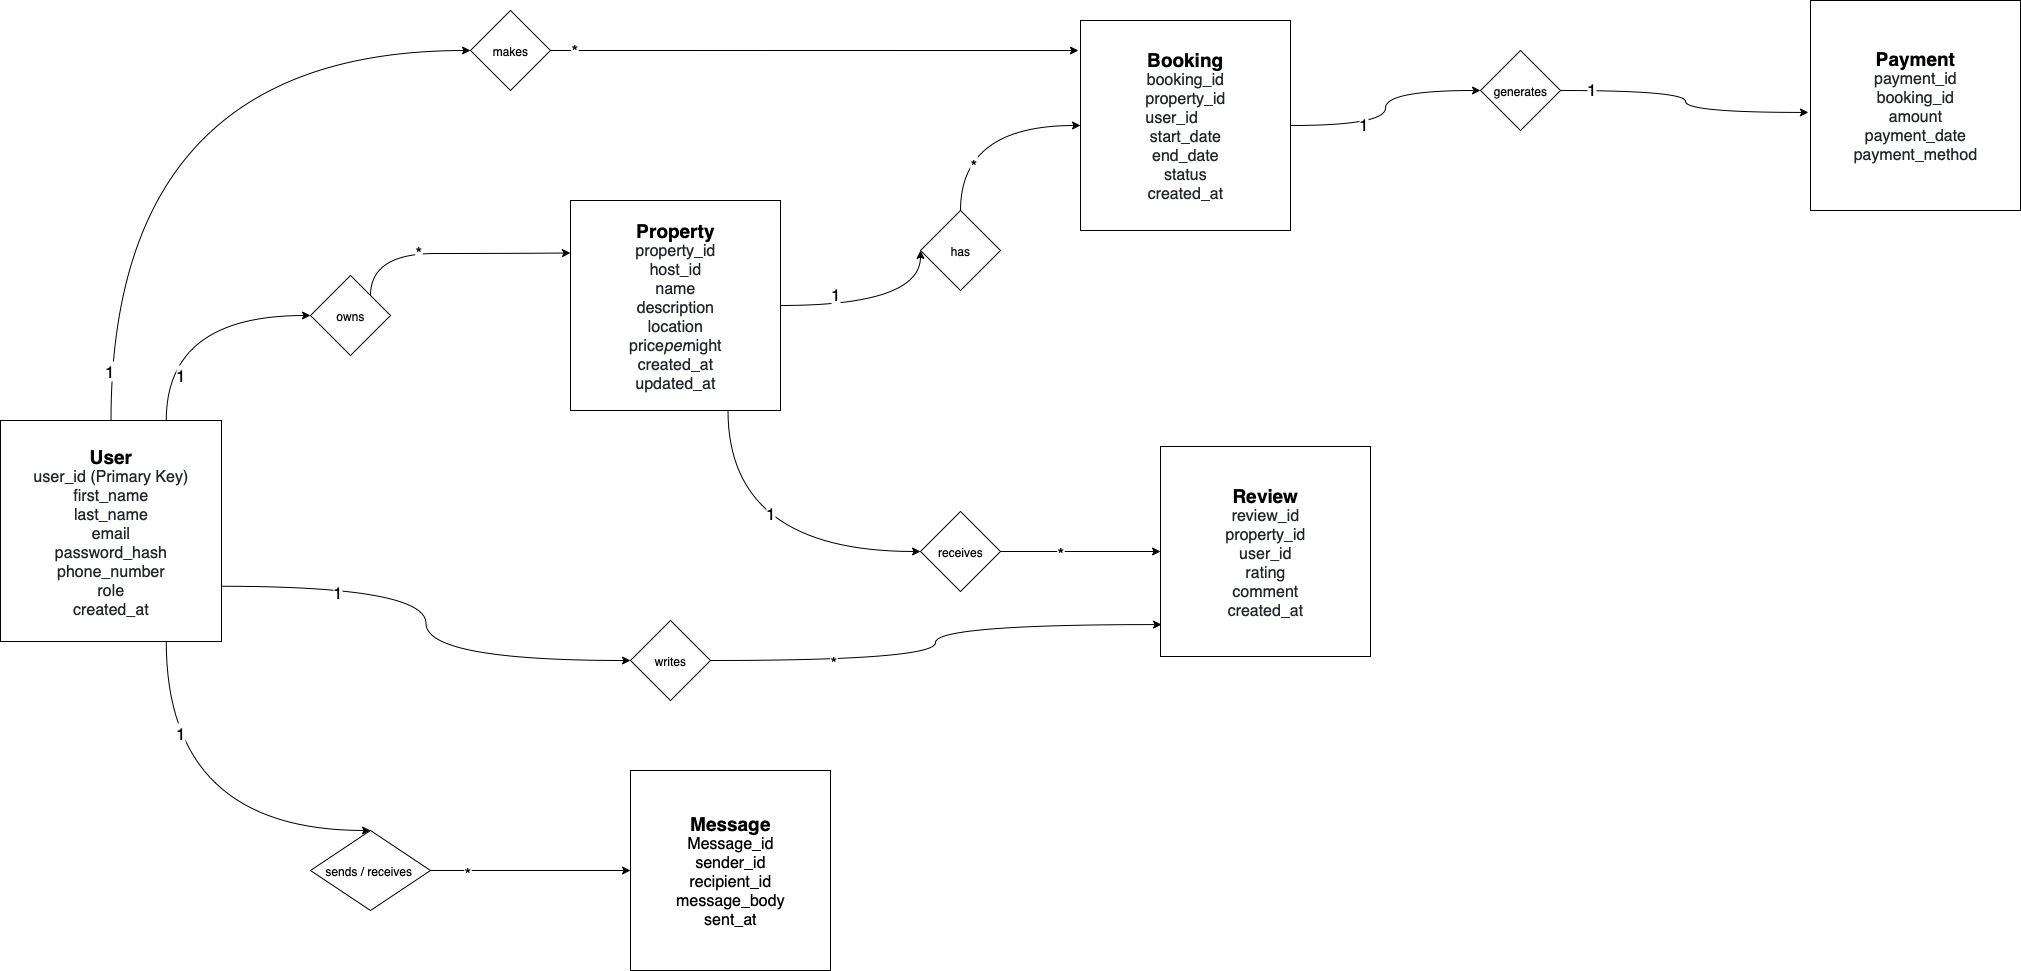 makes
*
Booking
booking_id
property_id
user_id
start_date
end_date
status
created_at
1
generates
1
Payment
payment_id
booking_id
amount
payment_date
payment_method
*
has
1
Property
property_id
host_id
name
description
location
pricepernight
created_at
updated_at
*
owns
1
1
User
user_id (Primary Key)
first_name
last_name
email
password_hash
phone_number
role
created_at
1
receives
*
Review
review_id
property_id
user_id
rating
comment
created_at
1
writes
*
1
sends / receives
*
Message
Message_id
sender_id
recipient_id
message_body
sent_at